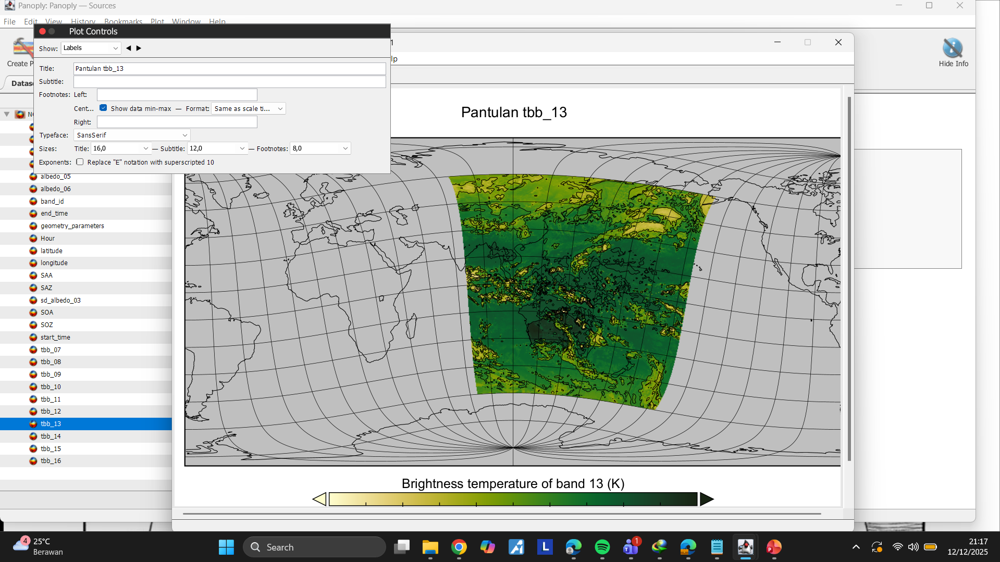 Panoply: Panoply — Sources
File Edit View History Bookmarks Plot Window Help
Plot Controls
Show: Labels
Create P
Hide Info
Title: Pantulan tbb_13
Subtitle:
Footnotes: Left:
Cent... Show data min-max — Format: Same as scale ti...
Right:
Typeface: SansSerif
Sizes: Title: 16,0 — Subtitle: 12,0 — Footnotes: 8,0
Exponents: Replace "E" notation with superscripted 10
albedo_05
albedo_06
band_id
end_time
geometry_parameters
Hour
latitude
longitude
SAA
SAZ
sd_albedo_03
SOA
SOZ
start_time
tbb_07
tbb_08
tbb_09
tbb_10
tbb_11
tbb_12
tbb_13
tbb_14
tbb_15
tbb_16
Pantulan tbb_13
Brightness temperature of band 13 (K)
4
25°C
Berawan
Search
1
21:17
12/12/2025